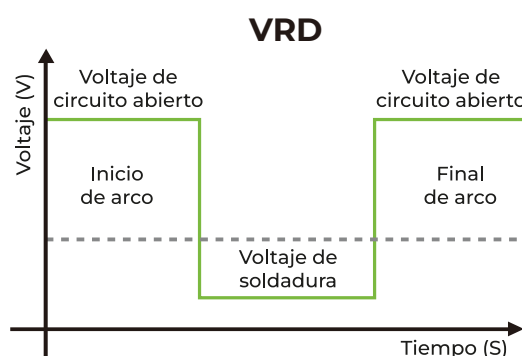 VRD
Voltaje (V)
Voltaje de
circuito abierto
Voltaje de
circuito abierto
Inicio
de arco
Final
de arco
Voltaje de
soldadura
Tiempo (S)